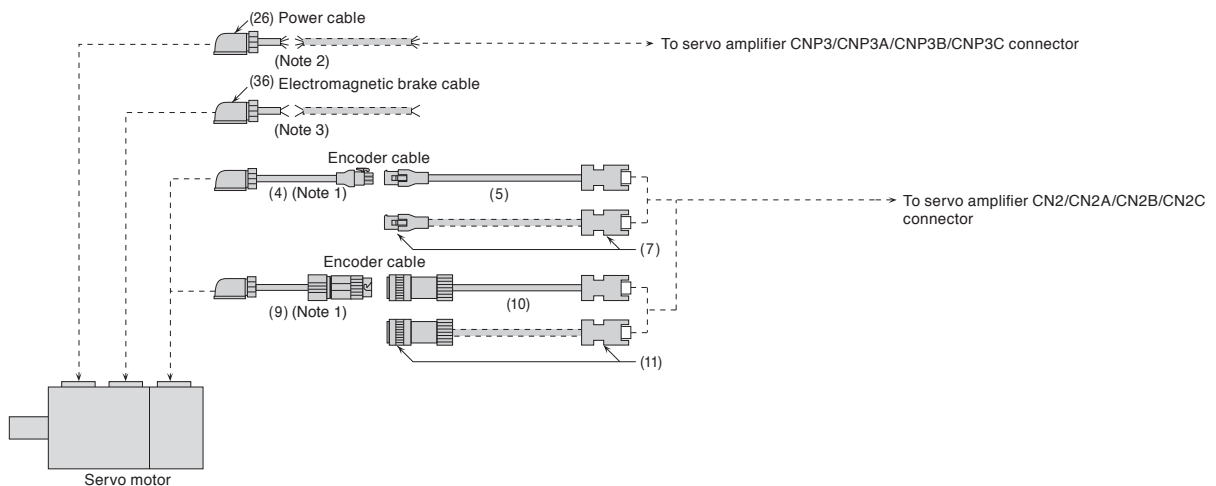 (26) Power cable
To servo amplifier CNP3/CNP3A/CNP3B/CNP3C connector
(Note 2)
(36) Electromagnetic brake cable
(Note 3)
Encoder cable
(4) (Note 1)
(5)
To servo amplifier CN2/CN2A/CN2B/CN2C
connector
(7)
Encoder cable
(9) (Note 1)
(10)
(11)
Servo motor